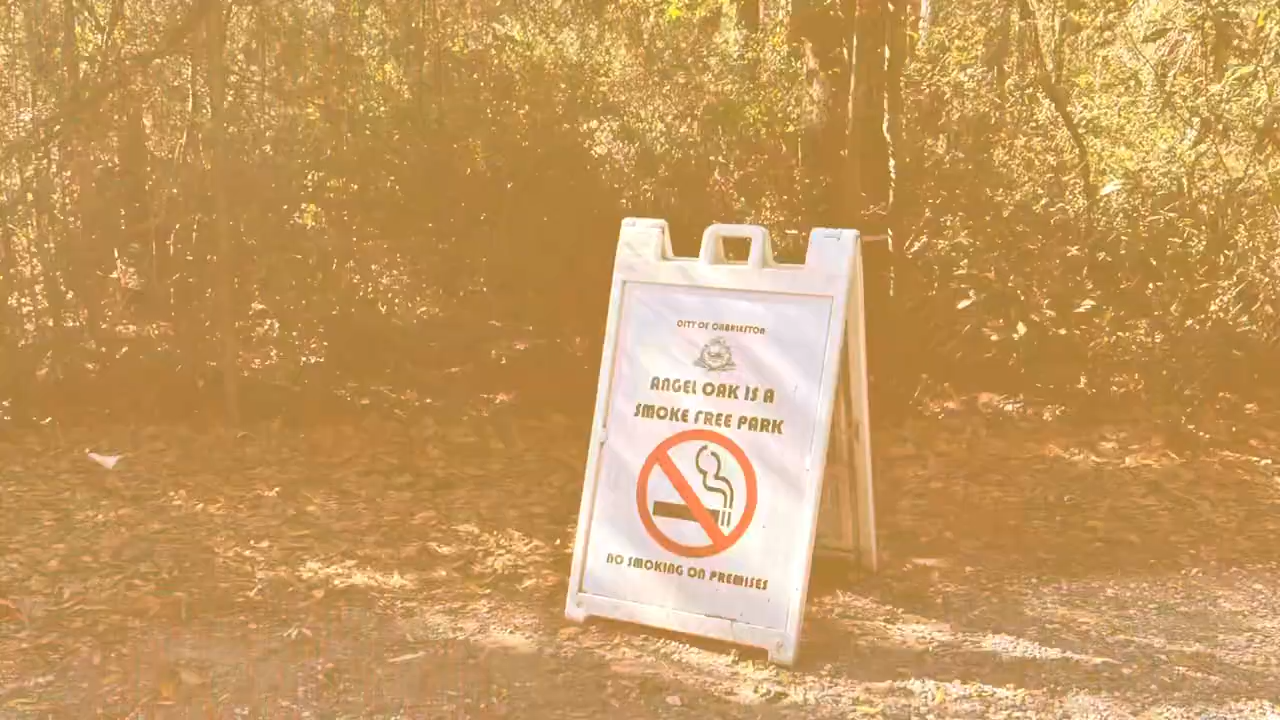 CITY OF CHARLESTON
ANGEL OAK IS A
SMOKE FREE PARK
NO SMOKING ON PREMISES